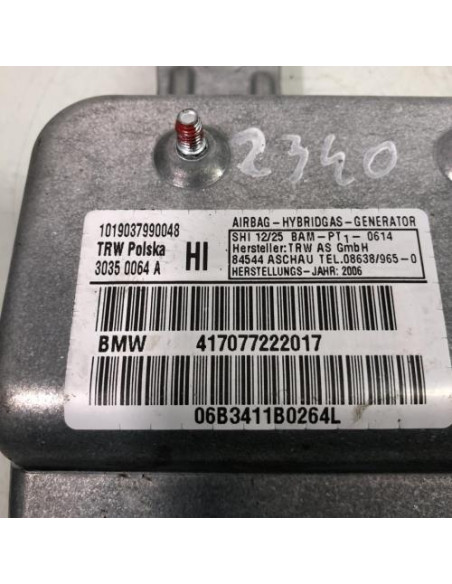 2340
1019037990048
TRW Polska
3035 0064 A
HI
AIRBAG-HYBRIDGAS-GENERATOR
SHI 12/25 BAM-PT1-0614
Hersteller:TRW AS GmbH
84544 ASCHAU TEL.08638/965-0
HERSTELLUNGS-JAHR: 2006
BMW 417077222017
06B3411B0264L